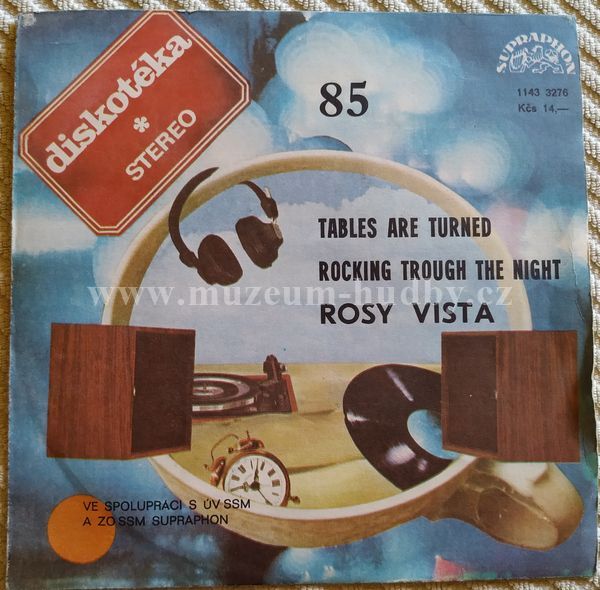 diskotéka
*
STEREO
85
SUPRAPHON
1143 3276
Kčs 14,—
TABLES ARE TURNED
ROCKING TROUGH THE NIGHT
www.muzeum-hudby.cz
ROSY VISTA
VE SPOLUPRÁCI S ÚV SSM
A ZO SSM SUPRAPHON